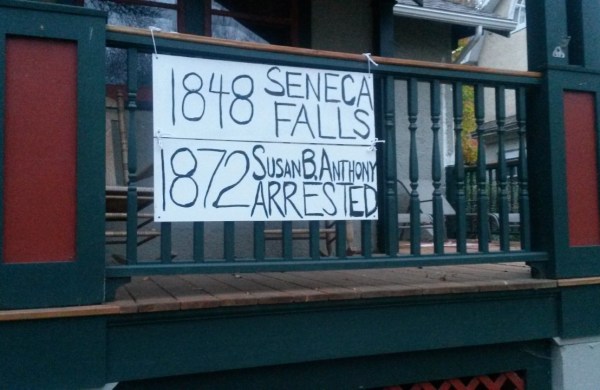 1848 SENECA
FALLS
1872 SUSAN B. ANTHONY
ARRESTED